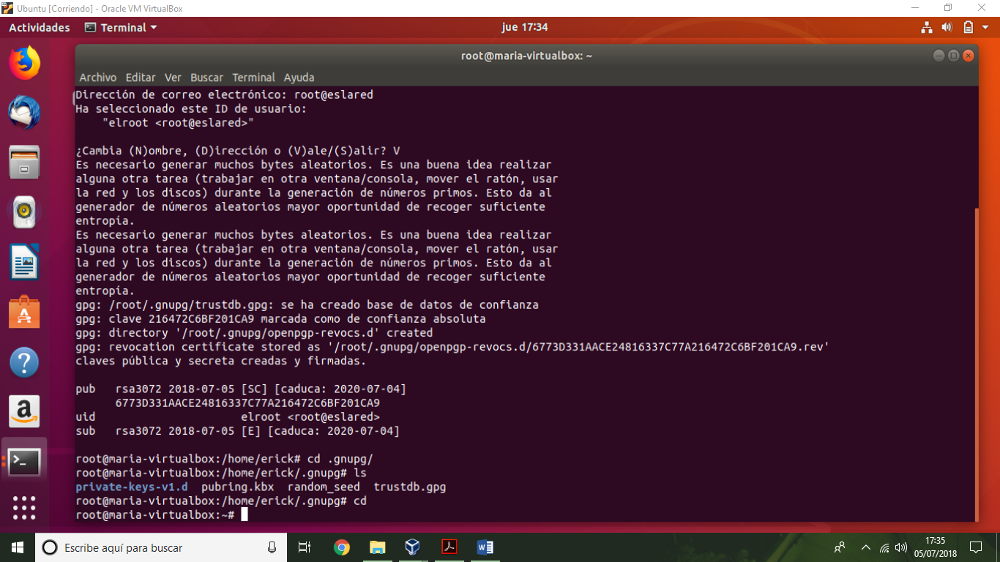 Ubuntu [Corriendo] - Oracle VM VirtualBox
Actividades Terminal jue 17:34
root@maria-virtualbox: ~
Archivo Editar Ver Buscar Terminal Ayuda
Dirección de correo electrónico: root@eslared
Ha seleccionado este ID de usuario:
"elroot <root@eslared>"
¿Cambia (N)ombre, (D)irección o (V)ale/(S)alir? V
Es necesario generar muchos bytes aleatorios. Es una buena idea realizar
alguna otra tarea (trabajar en otra ventana/consola, mover el ratón, usar
la red y los discos) durante la generación de números primos. Esto da al
generador de números aleatorios mayor oportunidad de recoger suficiente
entropía.
Es necesario generar muchos bytes aleatorios. Es una buena idea realizar
alguna otra tarea (trabajar en otra ventana/consola, mover el ratón, usar
la red y los discos) durante la generación de números primos. Esto da al
generador de números aleatorios mayor oportunidad de recoger suficiente
entropía.
gpg: /root/.gnupg/trustdb.gpg: se ha creado base de datos de confianza
gpg: clave 216472C6BF201CA9 marcada como de confianza absoluta
gpg: directory '/root/.gnupg/openpgp-revocs.d' created
gpg: revocation certificate stored as '/root/.gnupg/openpgp-revocs.d/6773D331AACE24816337C77A216472C6BF201CA9.rev'
claves pública y secreta creadas y firmadas.
pub rsa3072 2018-07-05 [SC] [caduca: 2020-07-04]
6773D331AACE24816337C77A216472C6BF201CA9
uid elroot <root@eslared>
sub rsa3072 2018-07-05 [E] [caduca: 2020-07-04]
root@maria-virtualbox:/home/erick# cd .gnupg/
root@maria-virtualbox:/home/erick/.gnupg# ls
private-keys-v1.d pubring.kbx random_seed trustdb.gpg
root@maria-virtualbox:/home/erick/.gnupg# cd
root@maria-virtualbox:~#
Escribe aquí para buscar
17:35
05/07/2018